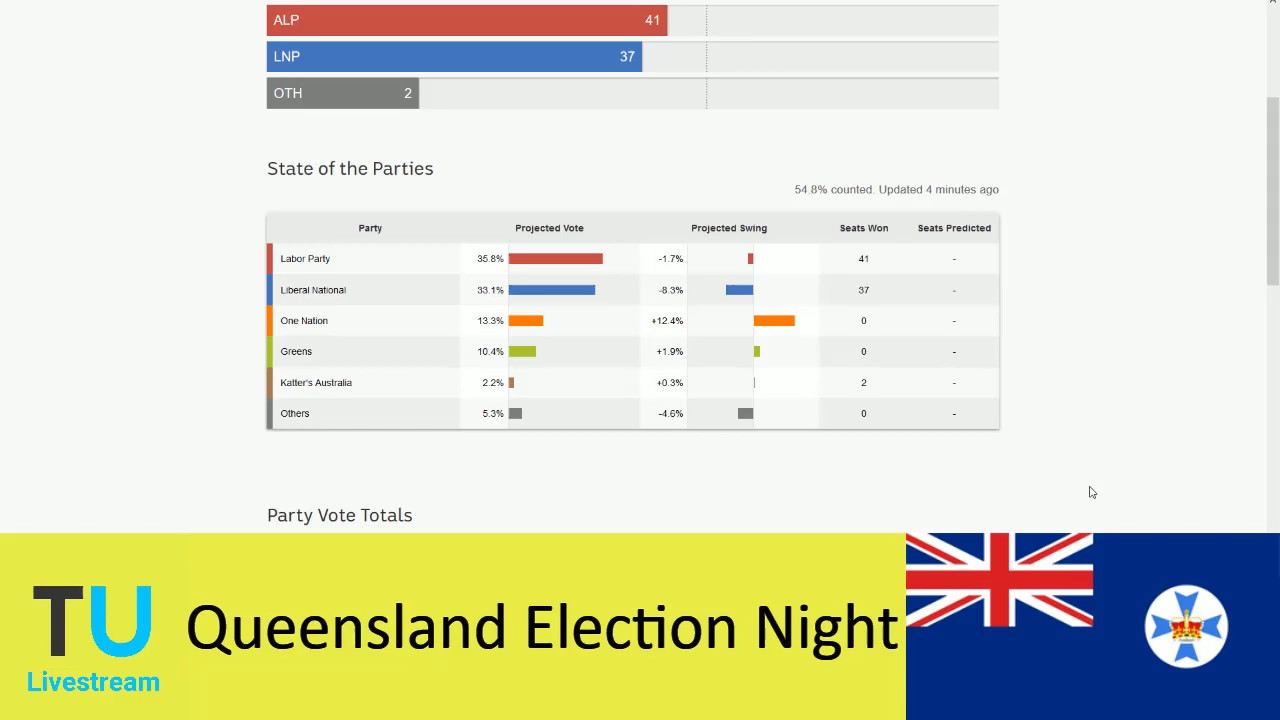 ALP 41
LNP 37
OTH 2
State of the Parties
54.8% counted. Updated 4 minutes ago
Party Projected Vote Projected Swing Seats Won Seats Predicted
Labor Party 35.8% -1.7% 41 -
Liberal National 33.1% -8.3% 37 -
One Nation 13.3% +12.4% 0 -
Greens 10.4% +1.9% 0 -
Katter's Australia 2.2% +0.3% 2 -
Others 5.3% -4.6% 0 -
Party Vote Totals
TU
Livestream
Queensland Election Night